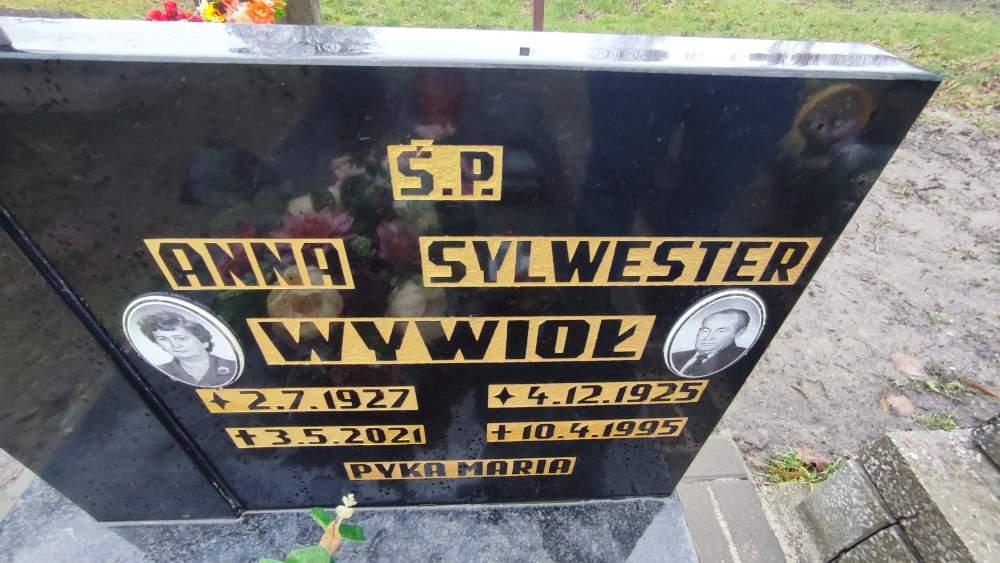 Ś.P.
ANNA SYLWESTER
WYWIOŁ
✦ 2.7.1927 ✦ 4.12.1925
✝ 3.5.2021 ✝ 10.4.1995
PYKA MARIA